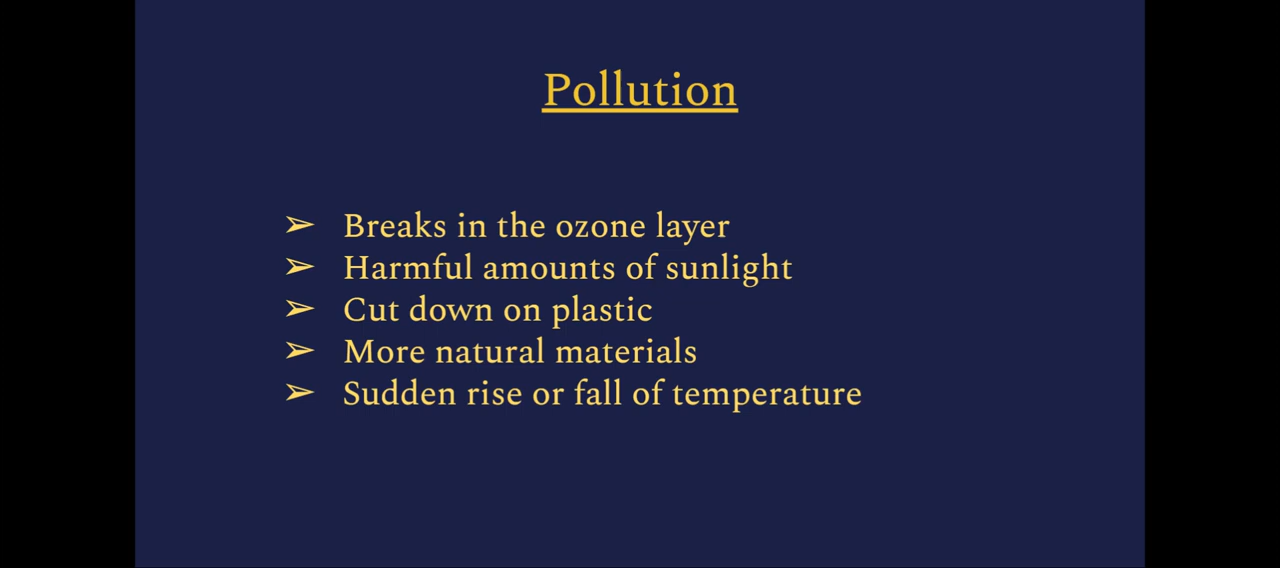 Pollution
➢ Breaks in the ozone layer
➢ Harmful amounts of sunlight
➢ Cut down on plastic
➢ More natural materials
➢ Sudden rise or fall of temperature